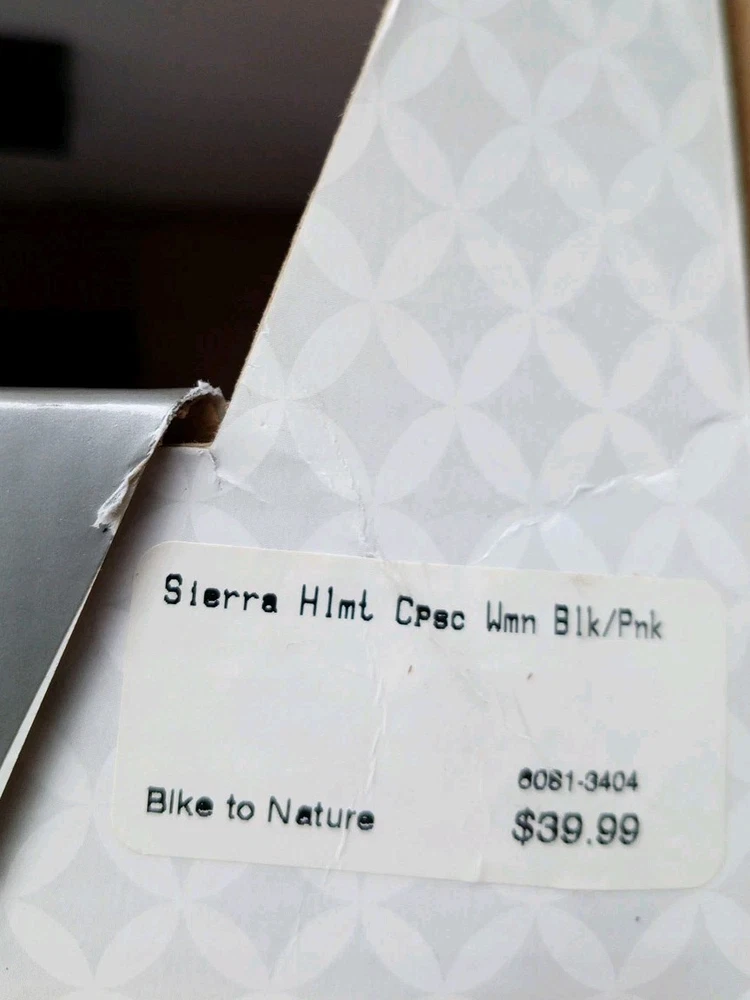 Sierra Hlmt Cpsc Wmn Blk/Pnk
6061-3404
Bike to Nature
$39.99